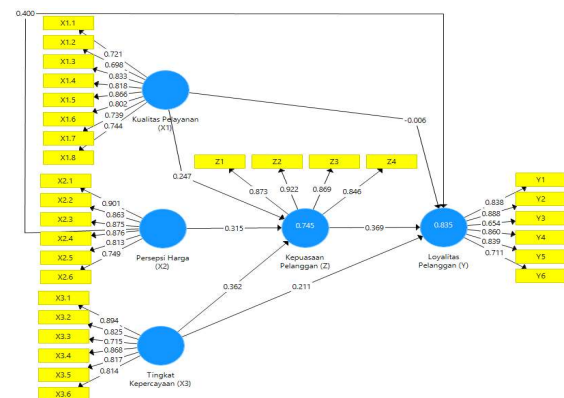 0.400
X1.1
X1.2
X1.3
X1.4
X1.5
X1.6
X1.7
X1.8
0.721
0.698
0.833
0.818
0.866
0.802
0.739
0.744
Kualitas Pelayanan
(X1)
-0.006
0.247
Z1
Z2
Z3
Z4
0.873
0.922
0.869
0.846
X2.1
X2.2
X2.3
X2.4
X2.5
X2.6
0.901
0.863
0.875
0.876
0.813
0.749
Persepsi Harga
(X2)
0.315
0.745
Kepuasaan
Pelanggan (Z)
0.369
0.835
Loyalitas
Pelanggan (Y)
0.838
0.888
0.654
0.860
0.839
0.711
Y1
Y2
Y3
Y4
Y5
Y6
0.362
0.211
X3.1
X3.2
X3.3
X3.4
X3.5
X3.6
0.894
0.825
0.715
0.868
0.817
0.814
Tingkat
Kepercayaan (X3)